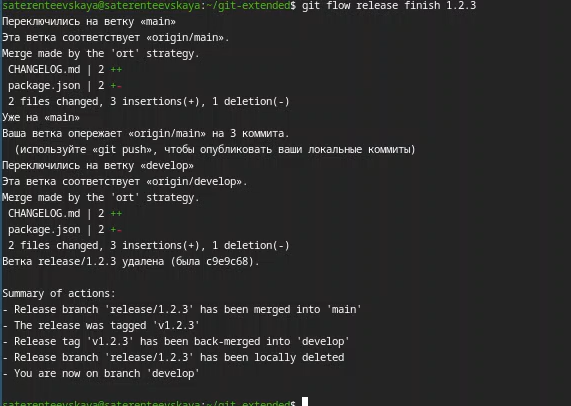 saterenteevskaya@saterenteevskaya:~/git-extended$ git flow release finish 1.2.3
Переключились на ветку «main»
Эта ветка соответствует «origin/main».
Merge made by the 'ort' strategy.
CHANGELOG.md | 2 ++
package.json | 2 +-
2 files changed, 3 insertions(+), 1 deletion(-)
Уже на «main»
Ваша ветка опережает «origin/main» на 3 коммита.
(используйте «git push», чтобы опубликовать ваши локальные коммиты)
Переключились на ветку «develop»
Эта ветка соответствует «origin/develop».
Merge made by the 'ort' strategy.
CHANGELOG.md | 2 ++
package.json | 2 +-
2 files changed, 3 insertions(+), 1 deletion(-)
Ветка release/1.2.3 удалена (была c9e9c68).
Summary of actions:
- Release branch 'release/1.2.3' has been merged into 'main'
- The release was tagged 'v1.2.3'
- Release tag 'v1.2.3' has been back-merged into 'develop'
- Release branch 'release/1.2.3' has been locally deleted
- You are now on branch 'develop'
saterenteevskaya@saterenteevskaya:~/git-extended$